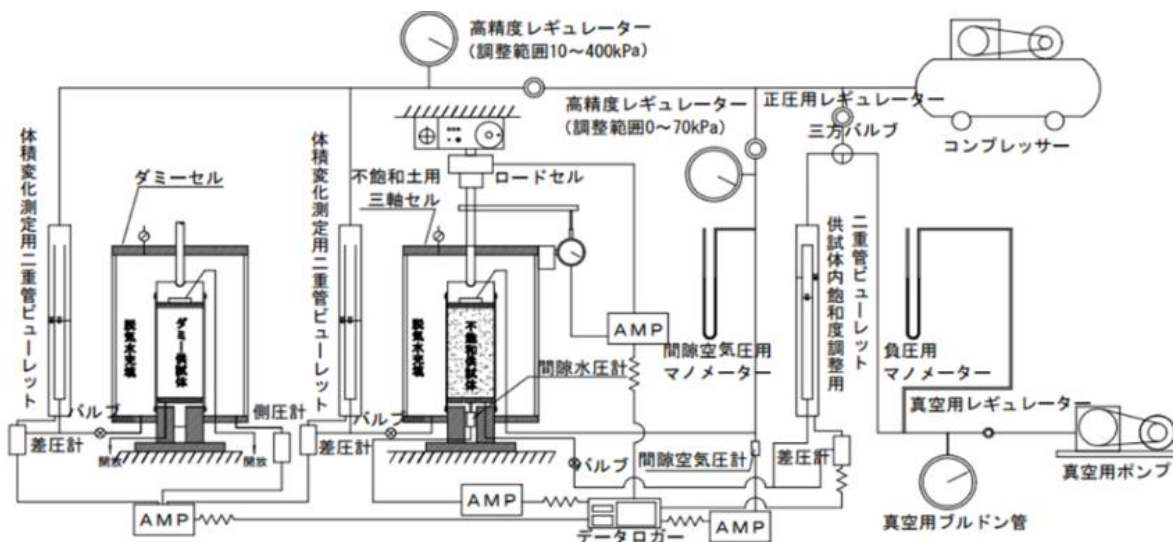 高精度レギュレーター
(調整範囲10～400kPa)
高精度レギュレーター
(調整範囲0～70kPa)
正圧用レギュレーター
三方バルブ
コンプレッサー
体積変化測定用二重管ビューレット
ダミーセル
体積変化測定用二重管ビューレット
不飽和土用
三軸セル
ロードセル
脱気水充填
ダミー供試体
脱気水充填
不飽和供試体
AMP
間隙空気圧用
マノメーター
二重管ビューレット
供試体内飽和度調整用
負圧用
マノメーター
間隙水圧計
バルブ
側圧計
バルブ
差圧計
開放
開放
差圧計
バルブ
間隙空気圧計
差圧計
真空用レギュレーター
真空用ポンプ
真空用ブルドン管
AMP
AMP
データロガー
AMP